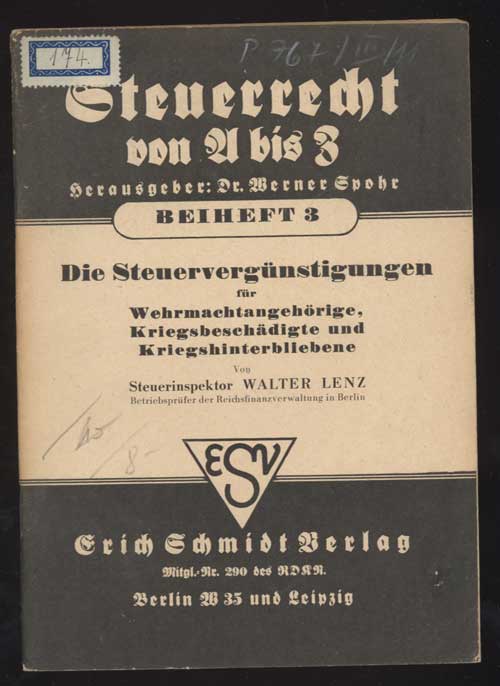 174.
P 767/III/11
Steuerrecht
von A bis Z
Herausgeber: Dr. Werner Spohr
BEIHEFT 3
Die Steuervergünstigungen
für
Wehrmachtangehörige,
Kriegsbeschädigte und
Kriegshinterbliebene
Von
Steuerinspektor WALTER LENZ
Betriebsprüfer der Reichsfinanzverwaltung in Berlin
8-
ESV
Erich Schmidt Verlag
Mitgl.-Nr. 290 des RDKR.
Berlin W 35 und Leipzig